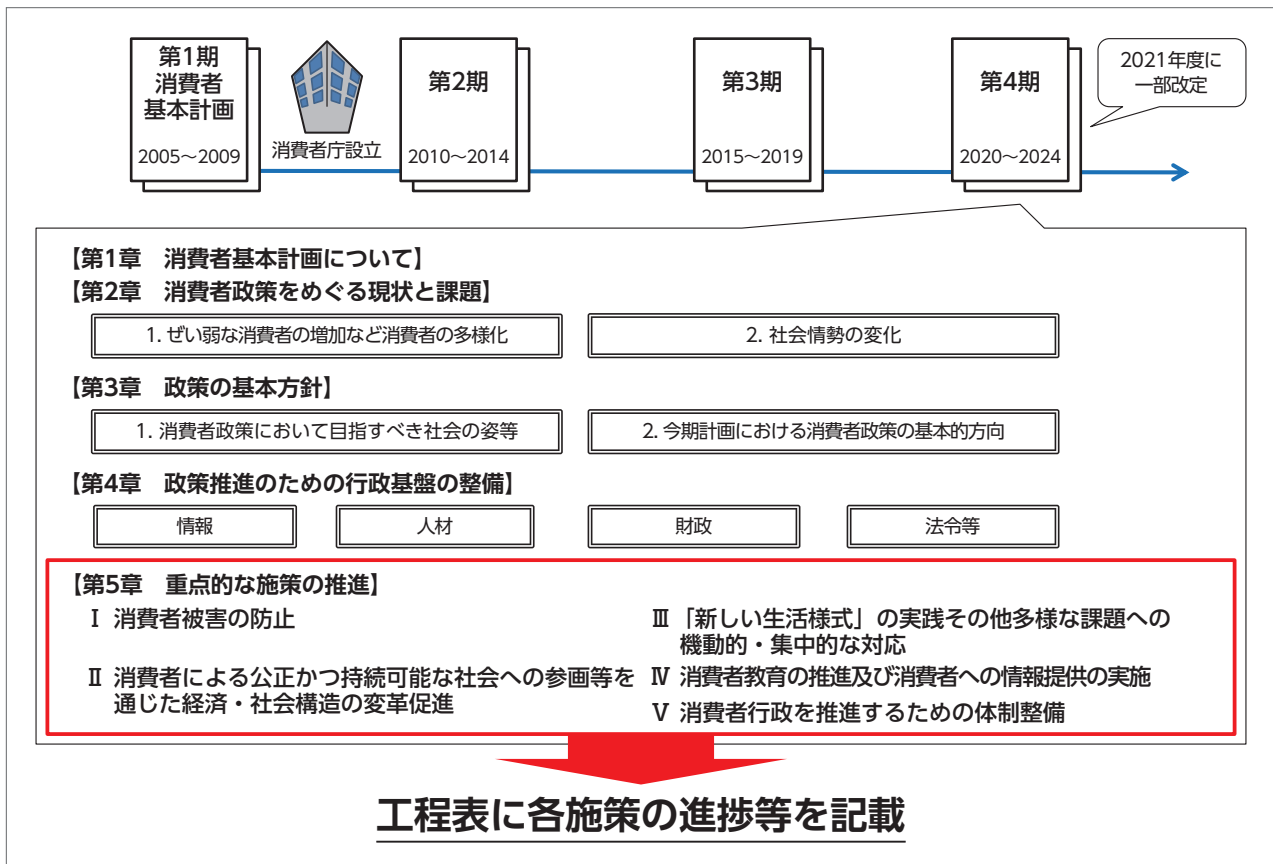 第1期
消費者
基本計画
2005～2009
消費者庁設立
第2期
2010～2014
第3期
2015～2019
第4期
2020～2024
2021年度に
一部改定
【第1章　消費者基本計画について】
【第2章　消費者政策をめぐる現状と課題】
1. ぜい弱な消費者の増加など消費者の多様化
2. 社会情勢の変化
【第3章　政策の基本方針】
1. 消費者政策において目指すべき社会の姿等
2. 今期計画における消費者政策の基本的方向
【第4章　政策推進のための行政基盤の整備】
情報
人材
財政
法令等
【第5章　重点的な施策の推進】
Ⅰ 消費者被害の防止
Ⅱ 消費者による公正かつ持続可能な社会への参画等を
通じた経済・社会構造の変革促進
Ⅲ 「新しい生活様式」の実践その他多様な課題への
機動的・集中的な対応
Ⅳ 消費者教育の推進及び消費者への情報提供の実施
Ⅴ 消費者行政を推進するための体制整備
工程表に各施策の進捗等を記載